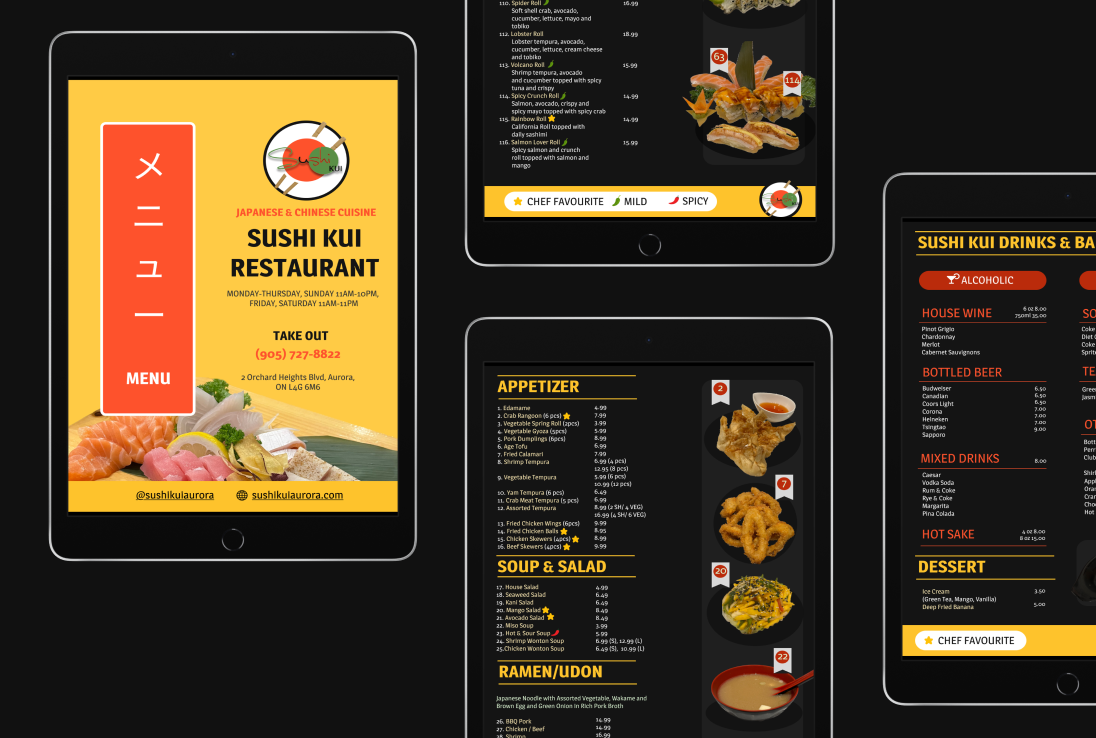 メニュー
MENU
Sushi
KUI
JAPANESE & CHINESE CUISINE
SUSHI KUI
RESTAURANT
MONDAY-THURSDAY, SUNDAY 11AM-10PM,
FRIDAY, SATURDAY 11AM-11PM
TAKE OUT
(905) 727-8822
2 Orchard Heights Blvd, Aurora,
ON L4G 6M6
@sushikuiaurora
sushikuiaurora.com
110. Spider Roll 16.99
Soft shell crab, avocado,
cucumber, lettuce, mayo and
tobiko
112. Lobster Roll 18.99
Lobster tempura, avocado,
cucumber, lettuce, cream cheese
and tobiko
113. Volcano Roll 15.99
Shrimp tempura, avocado
and cucumber topped with spicy
tuna and crispy
114. Spicy Crunch Roll 14.99
Salmon, avocado, crispy and
spicy mayo topped with spicy crab
115. Rainbow Roll 14.99
California Roll topped with
daily sashimi
116. Salmon Lover Roll 15.99
Spicy salmon and crunch
roll topped with salmon and
mango
63
114
CHEF FAVOURITE MILD SPICY
Sushi
KUI
APPETIZER
1. Edamame 4.99
2. Crab Rangoon (6 pcs) 7.99
3. Vegetable Spring Roll (2pcs) 3.99
4. Vegetable Gyoza (5pcs) 5.99
5. Pork Dumplings (6pcs) 8.99
6. Age Tofu 6.99
7. Fried Calamari 7.99
8. Shrimp Tempura 6.99 (4 pcs)
12.95 (8 pcs)
9. Vegetable Tempura 5.99 (6 pcs)
10.99 (12 pcs)
10. Yam Tempura (6 pcs) 6.49
11. Crab Meat Tempura (5 pcs) 6.99
12. Assorted Tempura 8.99 (2 SH/ 4 VEG)
16.99 (4 SH/ 6 VEG)
13. Fried Chicken Wings (6pcs) 9.99
14. Fried Chicken Balls 8.95
15. Chicken Skewers (4pcs) 8.99
16. Beef Skewers (4pcs) 9.99
SOUP & SALAD
17. House Salad 4.99
18. Seaweed Salad 6.49
19. Kani Salad 6.49
20. Mango Salad 8.49
21. Avocado Salad 8.49
22. Miso Soup 3.99
23. Hot & Sour Soup 5.99
24. Shrimp Wonton Soup 6.99 (S), 12.99 (L)
25.Chicken Wonton Soup 6.49 (S), 10.99 (L)
RAMEN/UDON
Japanese Noodle with Assorted Vegetable, Wakame and
Brown Egg and Green Onion In Rich Pork Broth
26. BBQ Pork 14.99
27. Chicken / Beef 14.99
28. Shrimp 16.99
2
7
20
22
SUSHI KUI DRINKS & BA
ALCOHOLIC
HOUSE WINE 6 oz 8.00
750ml 35.00
Pinot Grigio
Chardonnay
Merlot
Cabernet Sauvignons
BOTTLED BEER
Budweiser 6.50
Canadian 6.50
Coors Light 6.50
Corona 7.00
Heineken 7.00
Tsingtao 7.00
Sapporo 9.00
MIXED DRINKS 8.00
Caesar
Vodka Soda
Rum & Coke
Rye & Coke
Margarita
Pina Colada
HOT SAKE 4 oz 8.00
8 oz 15.00
DESSERT
Ice Cream 3.50
(Green Tea, Mango, Vanilla)
Deep Fried Banana 5.00
SO
Coke
Diet
Coke
Sprite
TE
Gree
Jasm
OT
Bott
Perr
Club
Shirl
Appl
Oran
Cran
Choc
Hot
CHEF FAVOURITE